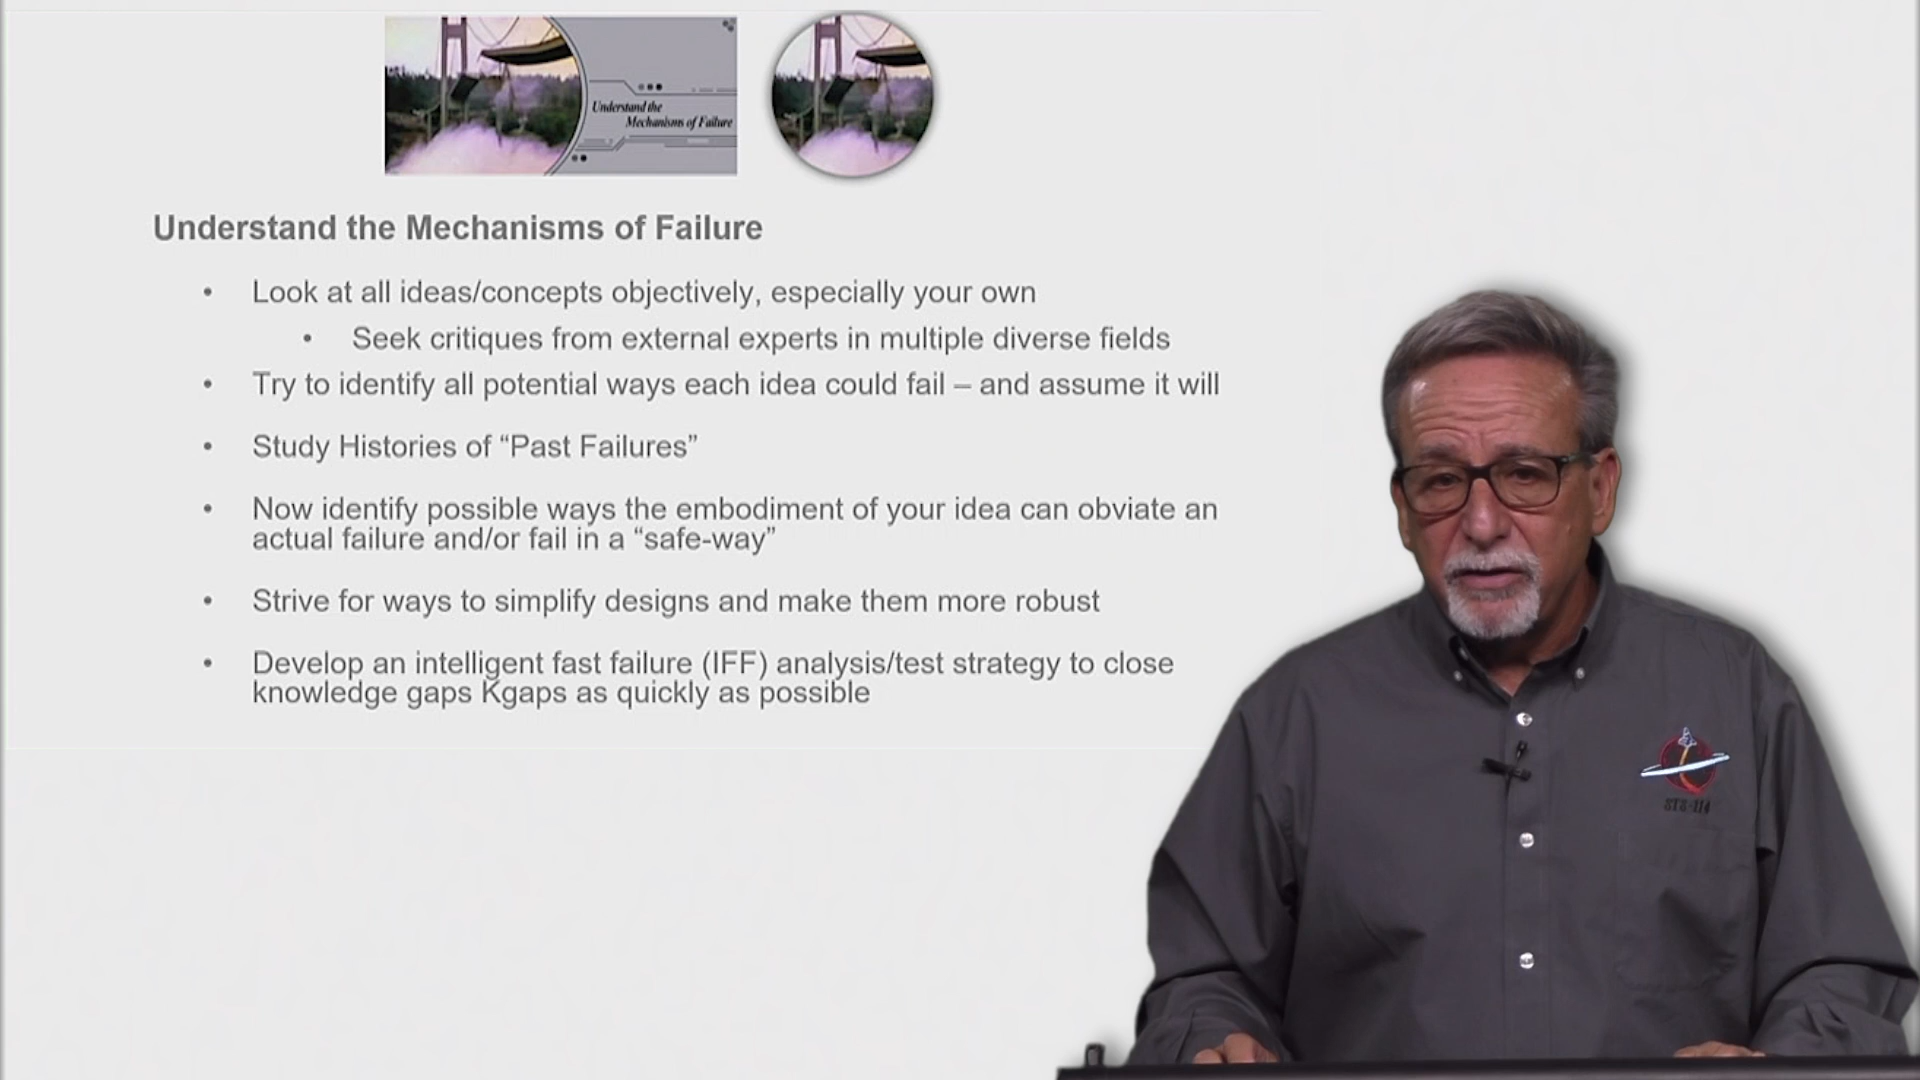 Understand the
Mechanisms of Failure
Understand the Mechanisms of Failure
• Look at all ideas/concepts objectively, especially your own
• Seek critiques from external experts in multiple diverse fields
• Try to identify all potential ways each idea could fail – and assume it will
• Study Histories of “Past Failures”
• Now identify possible ways the embodiment of your idea can obviate an
actual failure and/or fail in a “safe-way”
• Strive for ways to simplify designs and make them more robust
• Develop an intelligent fast failure (IFF) analysis/test strategy to close
knowledge gaps Kgaps as quickly as possible
STS-114